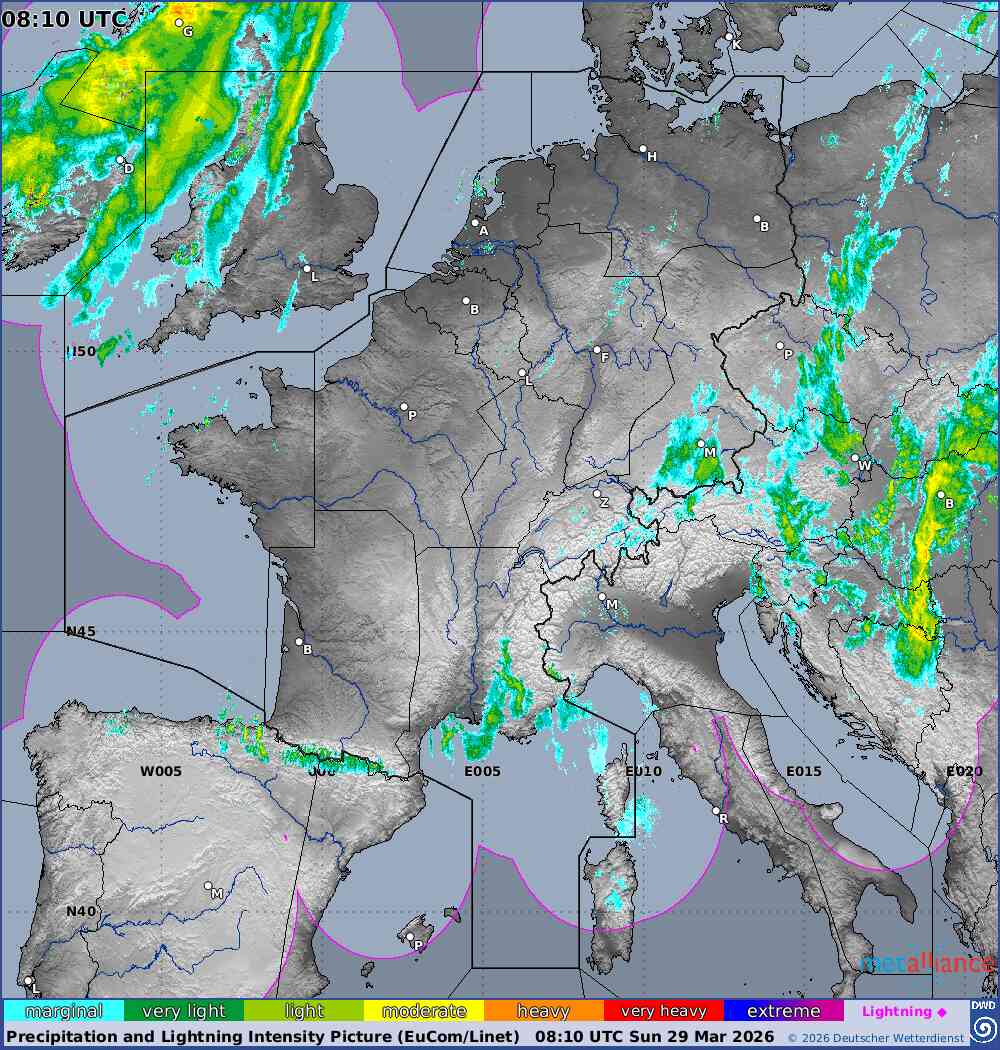 08:10 UTC
G
K
D
H
A
B
L
B
N50
F
P
L
P
M
W
Z
B
M
N45
B
W005
000
E005
E010
E015
E020
R
M
N40
P
L
metalliance
marginal very light light moderate heavy very heavy extreme Lightning ◆
DWD
Precipitation and Lightning Intensity Picture (EuCom/Linet) 08:10 UTC Sun 29 Mar 2026 © 2026 Deutscher Wetterdienst